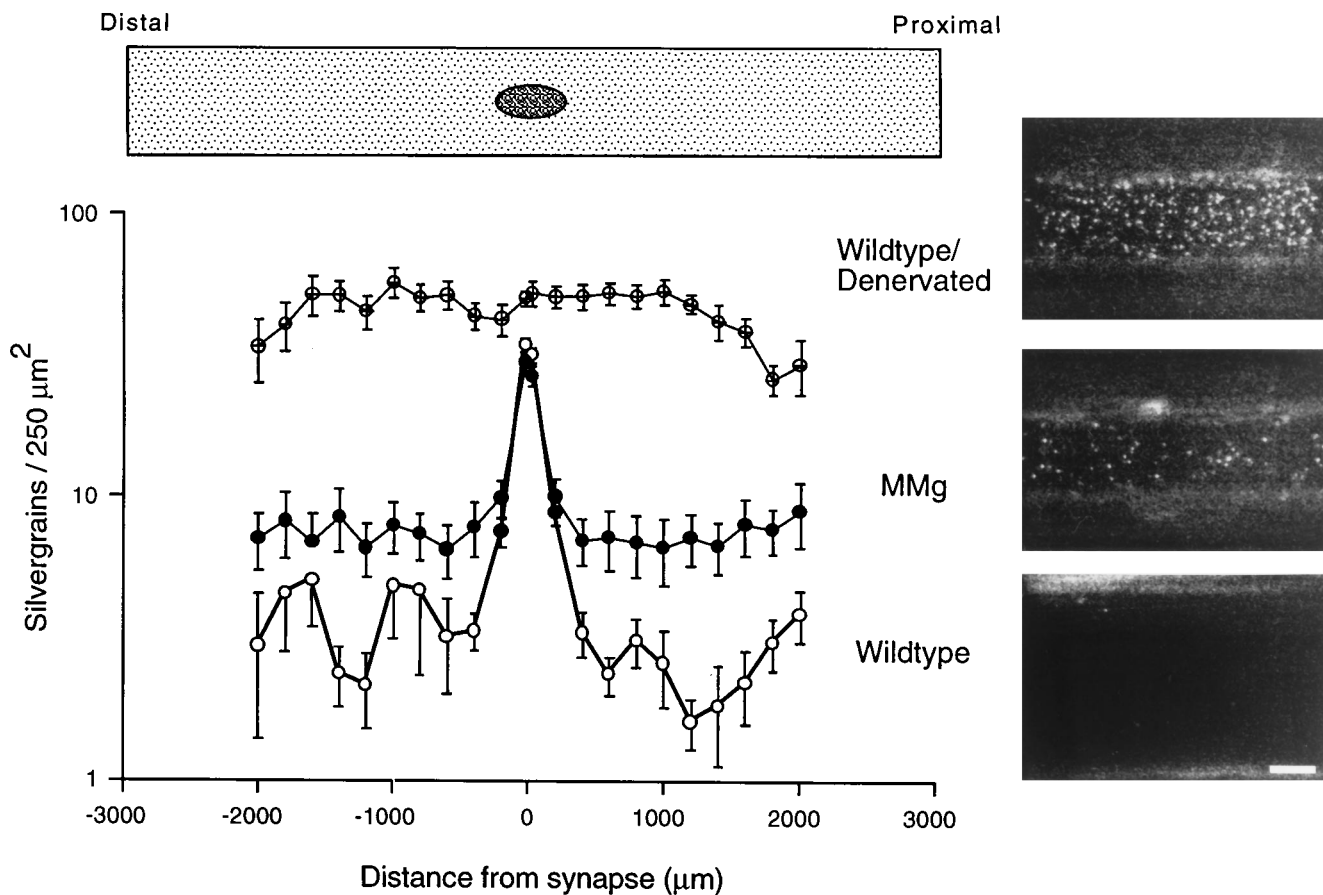 Distal
Proximal
100
10
1
Silvergrains / 250 µm²
Wildtype/
Denervated
MMg
Wildtype
-3000
-2000
-1000
0
1000
2000
3000
Distance from synapse (µm)